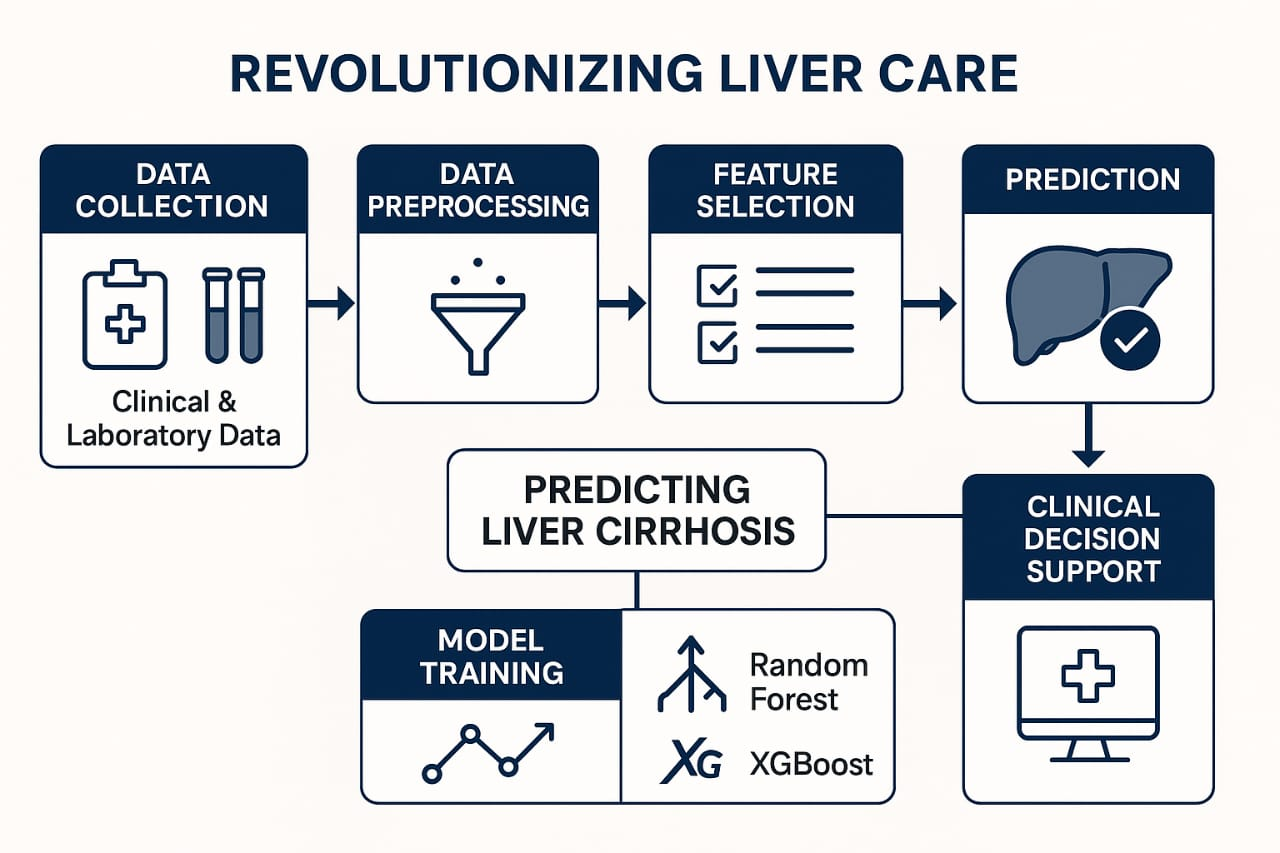 REVOLUTIONIZING LIVER CARE
DATA
COLLECTION
Clinical &
Laboratory Data
DATA
PREPROCESSING
FEATURE
SELECTION
PREDICTION
PREDICTING
LIVER CIRRHOSIS
CLINICAL
DECISION
SUPPORT
MODEL
TRAINING
Random
Forest
XG XGBoost